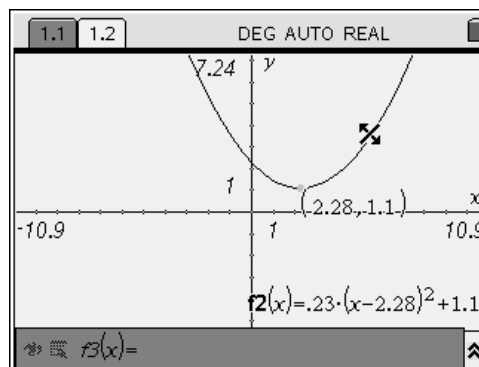 1.1 1.2 DEG AUTO REAL
7.24 y
1
(2.28,1.1)
x
-10.9 1 10.9
f2(x)=.23·(x-2.28)²+1.1
f3(x)=